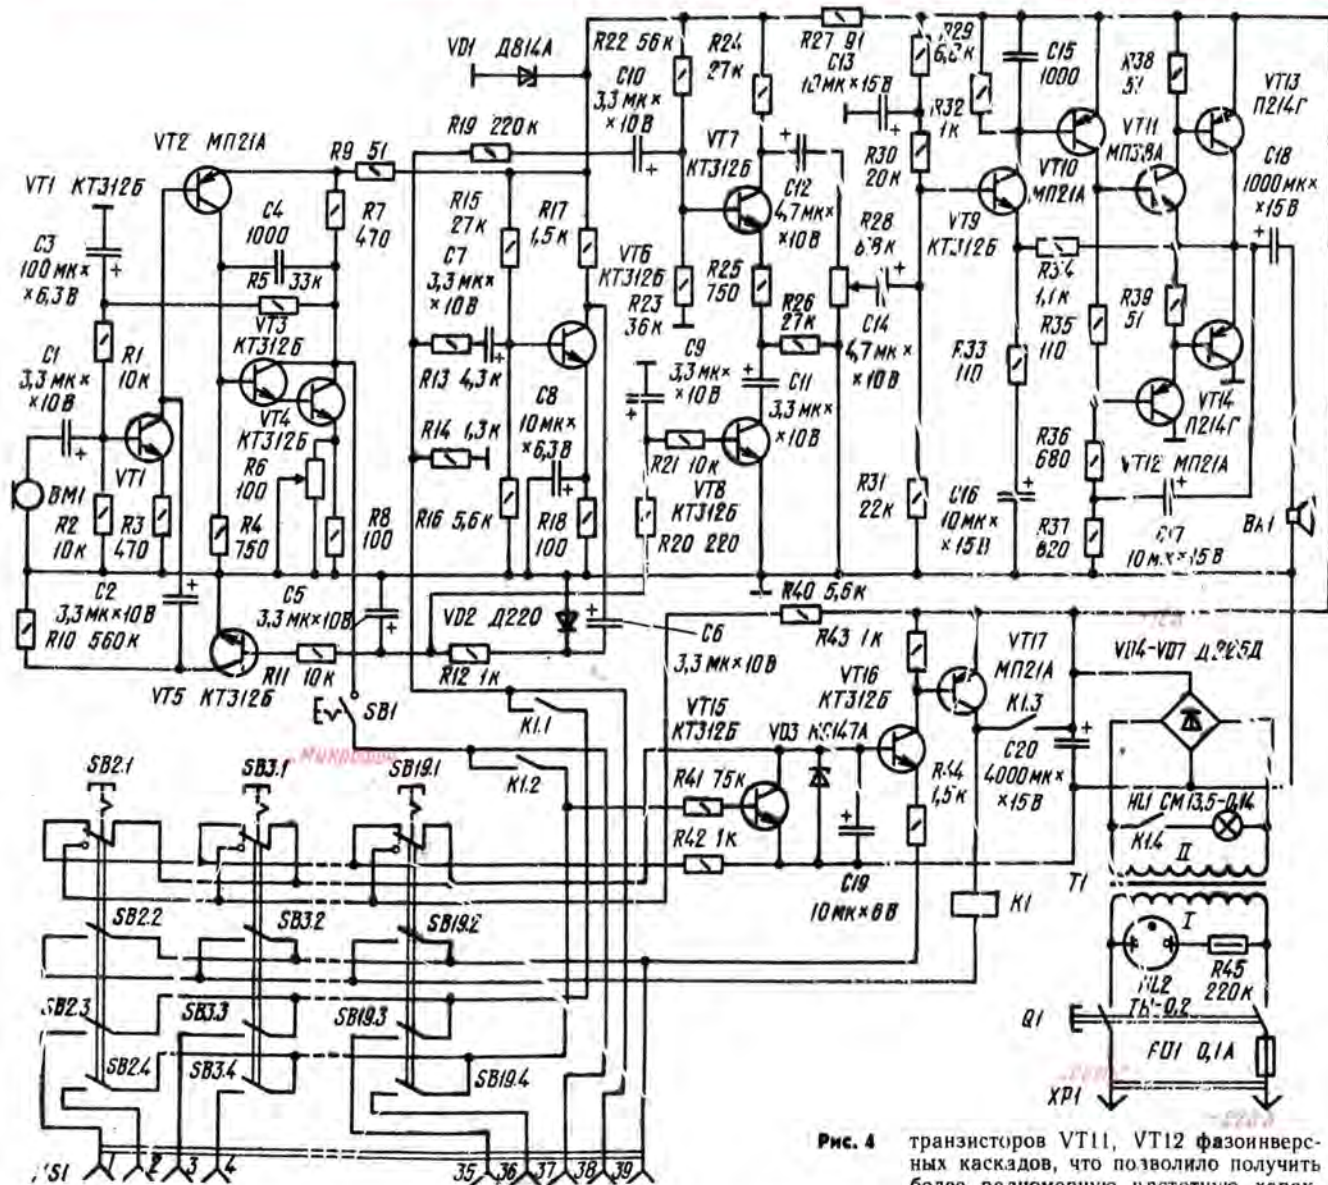 VD1 Д814А
R22 56к
R24
27к
R27 91
C13
10мк×15В
R29
6,8к
C15
1000
R38
51
VT13
П214Г
C10
3,3 мк×
×10В
R32
1к
VT2 МП21А
R19 220к
VT7
КТ312Б
R30
20к
VT11
МП38А
R9 51
C18
1000мк×
×15В
VT1 КТ312Б
R15
27к
R17
1,5к
C12
4,7мк×
×10В
VT10
МП21А
C4
1000
R7
470
C7
3,3мк×
×10В
VT6
КТ312Б
R28
6,8к
VT9
КТ312Б
C3
100мк×
×6,3В
R5 33к
R23
36к
R25
750
R34
1,1к
R39
51
VT3
КТ312Б
R26
27к
R35
110
C1
3,3 мк×
×10В
R1
10к
R13 4,3к
C9
3,3мк×
×10В
C14
4,7мк×
×10В
R33
110
VT4
КТ312Б
C8
10мк×
×6,3В
C11
3,3мк×
×10В
VT14
П214Г
VT1
R14 1,3к
R6
100
R21 10к
R36
680
VT12 МП21А
BM1
R2
10к
R3
470
R4
750
R8
100
R16 5,6к
R18
100
VT8
КТ312Б
R31
22к
C16
10мк×
×15В
R37
820
C17
10мк×15В
BA1
R20 220
C2
3,3мк×10В
C5
3,3мк×10В
VD2 Д220
R40 5,6к
R10 560к
C6
3,3мк×10В
R43 1к
VT17
МП21А
VD4-VD7
VT5 КТ312Б
R11 10к
R12 1к
VT16
КТ312Б
SB1
K1.1
VT15
КТ312Б
VD3 КС147А
K1.3
„Микрофон
C20
4000мк×
×15В
SB2.1
SB3.1
SB19.1
K1.2
R41 75к
R44
1,5к
HL1 СМ13,5-0,14
R42 1к
K1.4
II
T1
C19
10мк×6В
K1
SB2.2
SB3.2
SB19.2
I
R45
220к
HL2
ТН-0,2
SB2.3
SB3.3
SB19.3
Q1
SB2.4
SB3.4
SB19.4
FU1 0,1А
„Сеть“
XP1
XS1
1
2
3
4
35
36
37
38
39
Рис. 4
транзисторов VT11, VT12 фазоинверс-
ных каскадов, что позволило получить